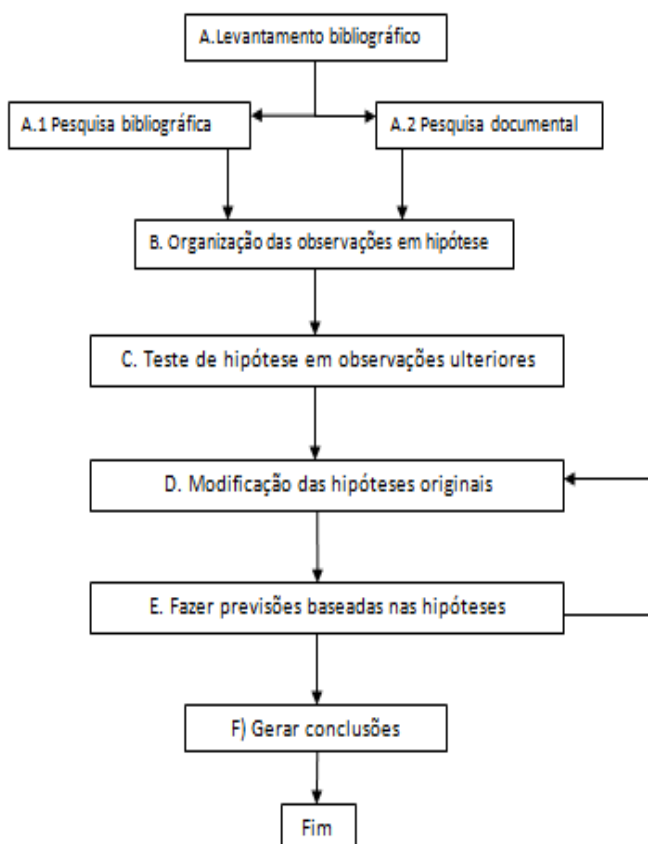 A.Levantamento bibliográfico
A.1 Pesquisa bibliográfica
A.2 Pesquisa documental
B. Organização das observações em hipótese
C. Teste de hipótese em observações ulteriores
D. Modificação das hipóteses originais
E. Fazer previsões baseadas nas hipóteses
F) Gerar conclusões
Fim